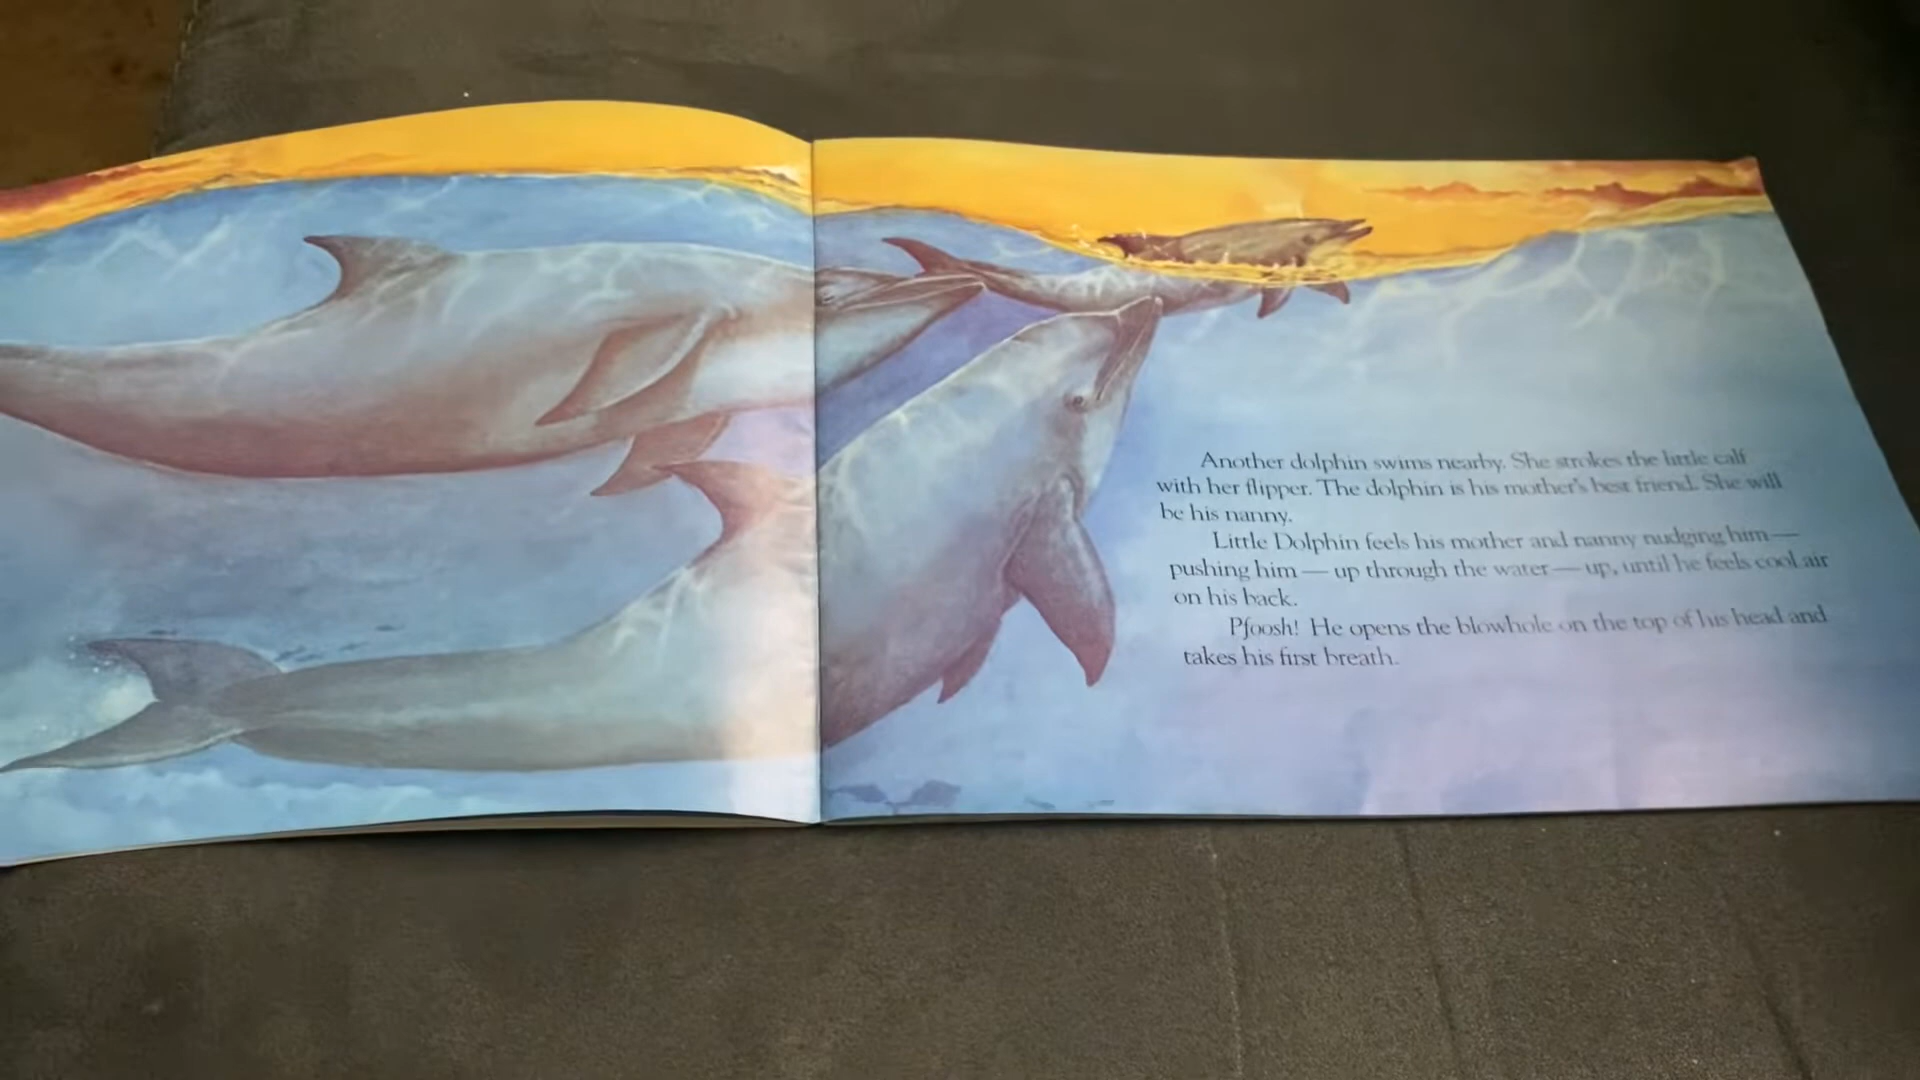 Another dolphin swims nearby. She strokes the little calf
with her flipper. The dolphin is his mother's best friend. She will
be his nanny.
Little Dolphin feels his mother and nanny nudging him —
pushing him — up through the water — up, until he feels cool air
on his back.
Pfoosh! He opens the blowhole on the top of his head and
takes his first breath.